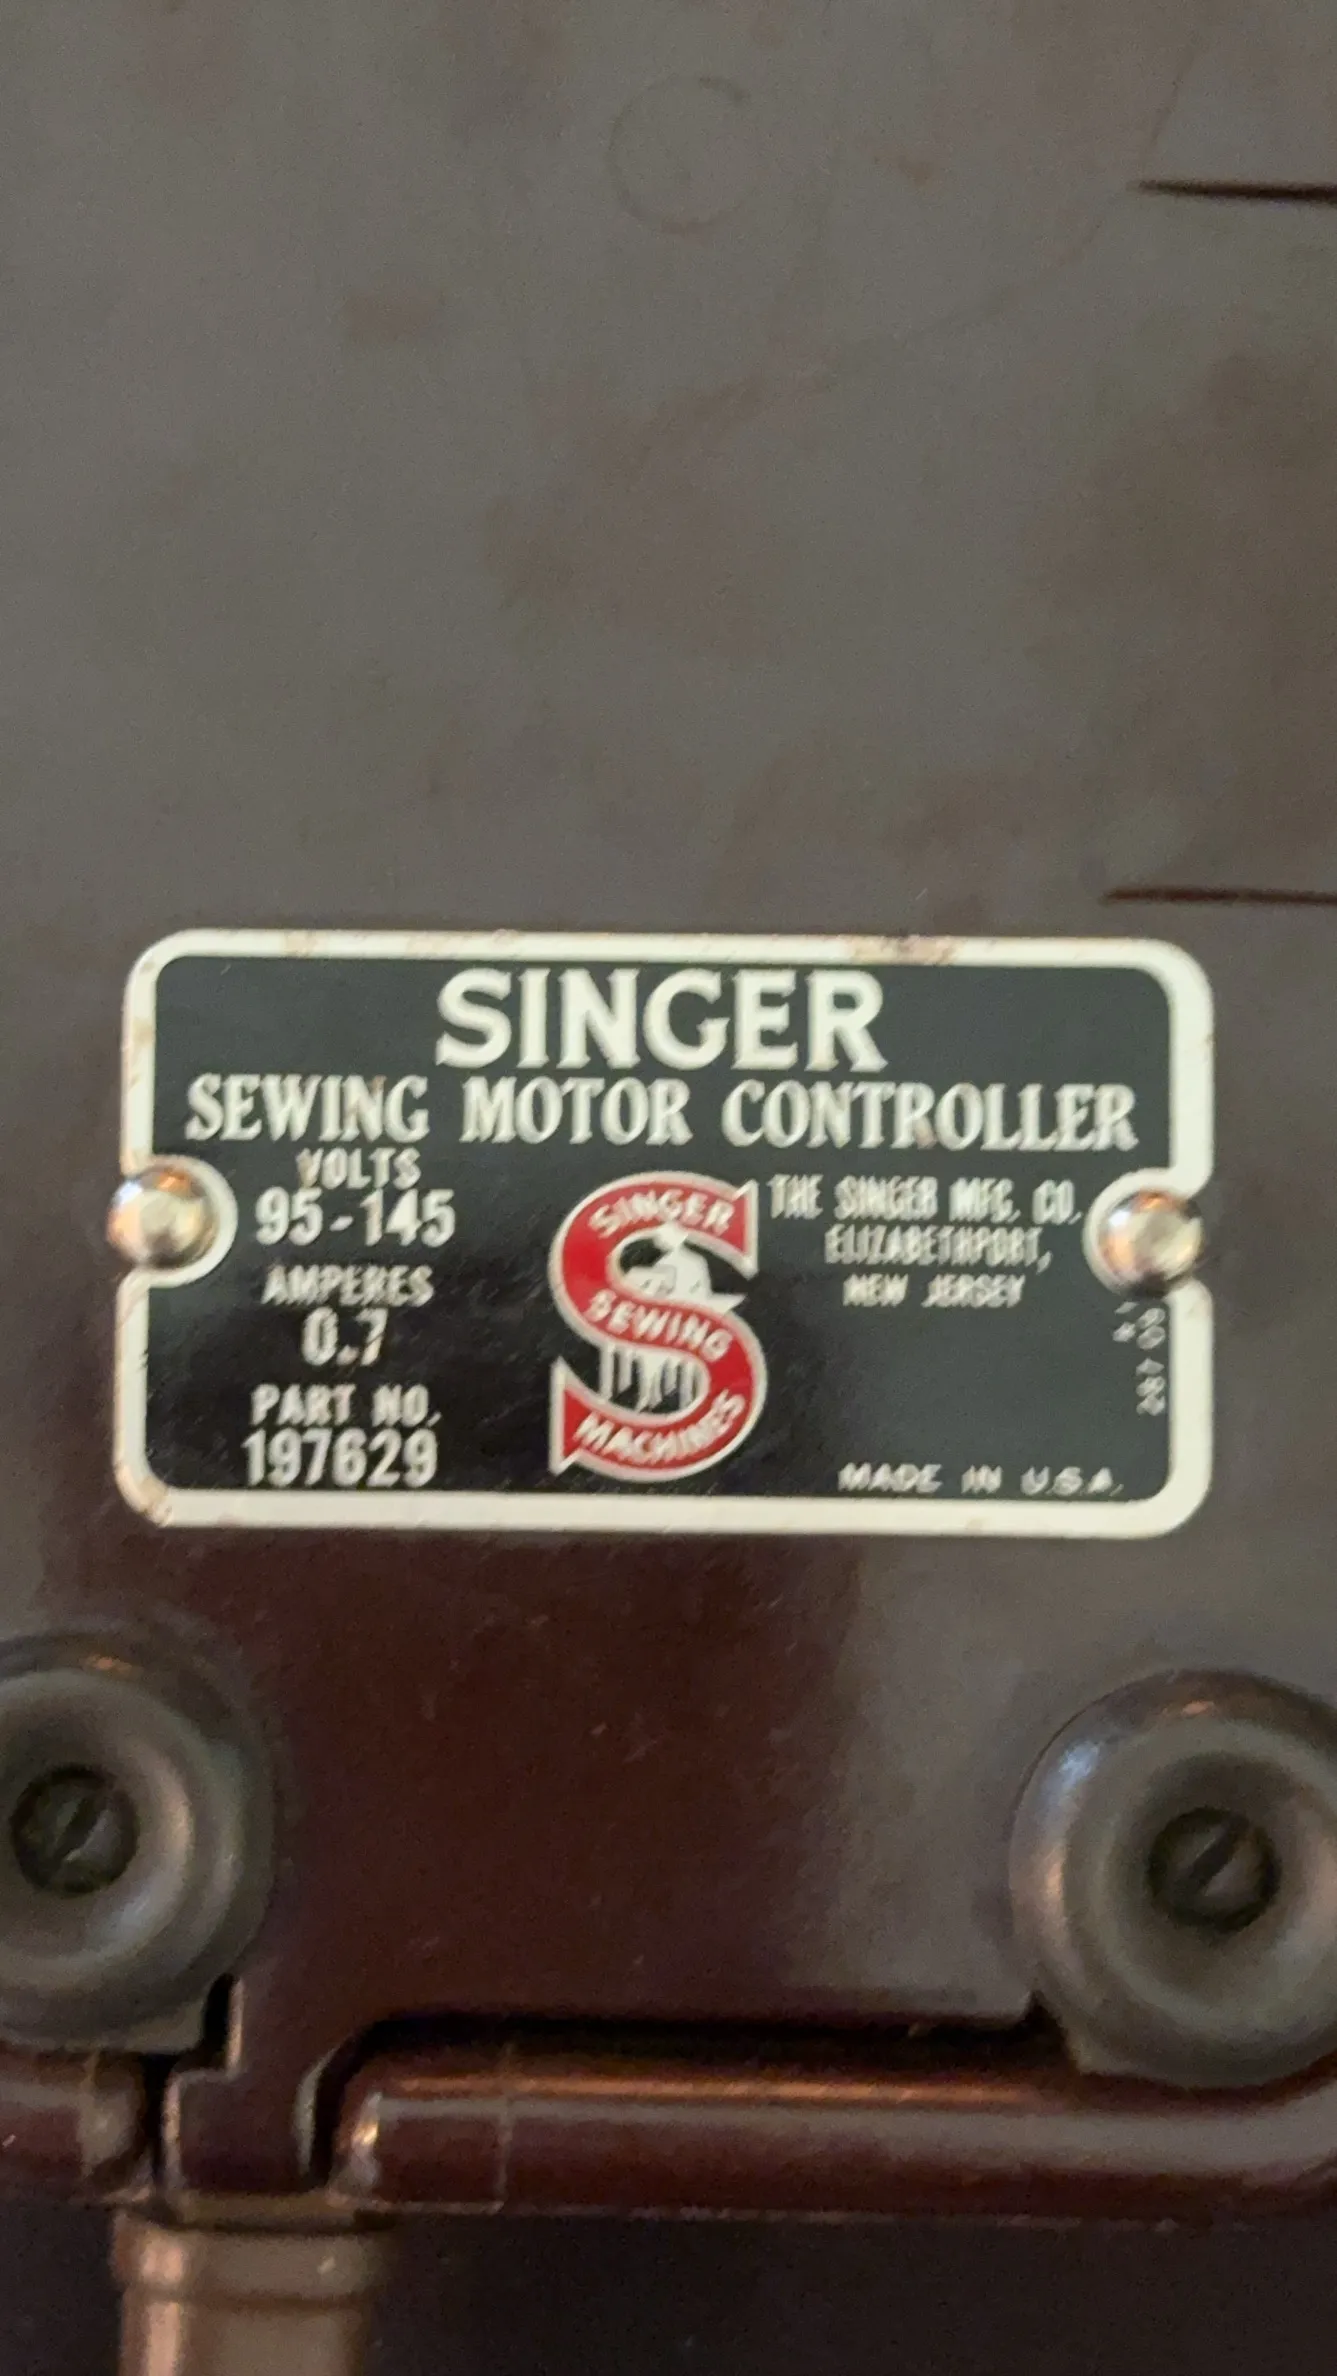 SINGER
SEWING MOTOR CONTROLLER
VOLTS
95-145
AMPERES
0.7
PART NO.
197629
SINGER
SEWING
MACHINES
THE SINGER MFG. CO.
ELIZABETHPORT,
NEW JERSEY
MADE IN U.S.A.